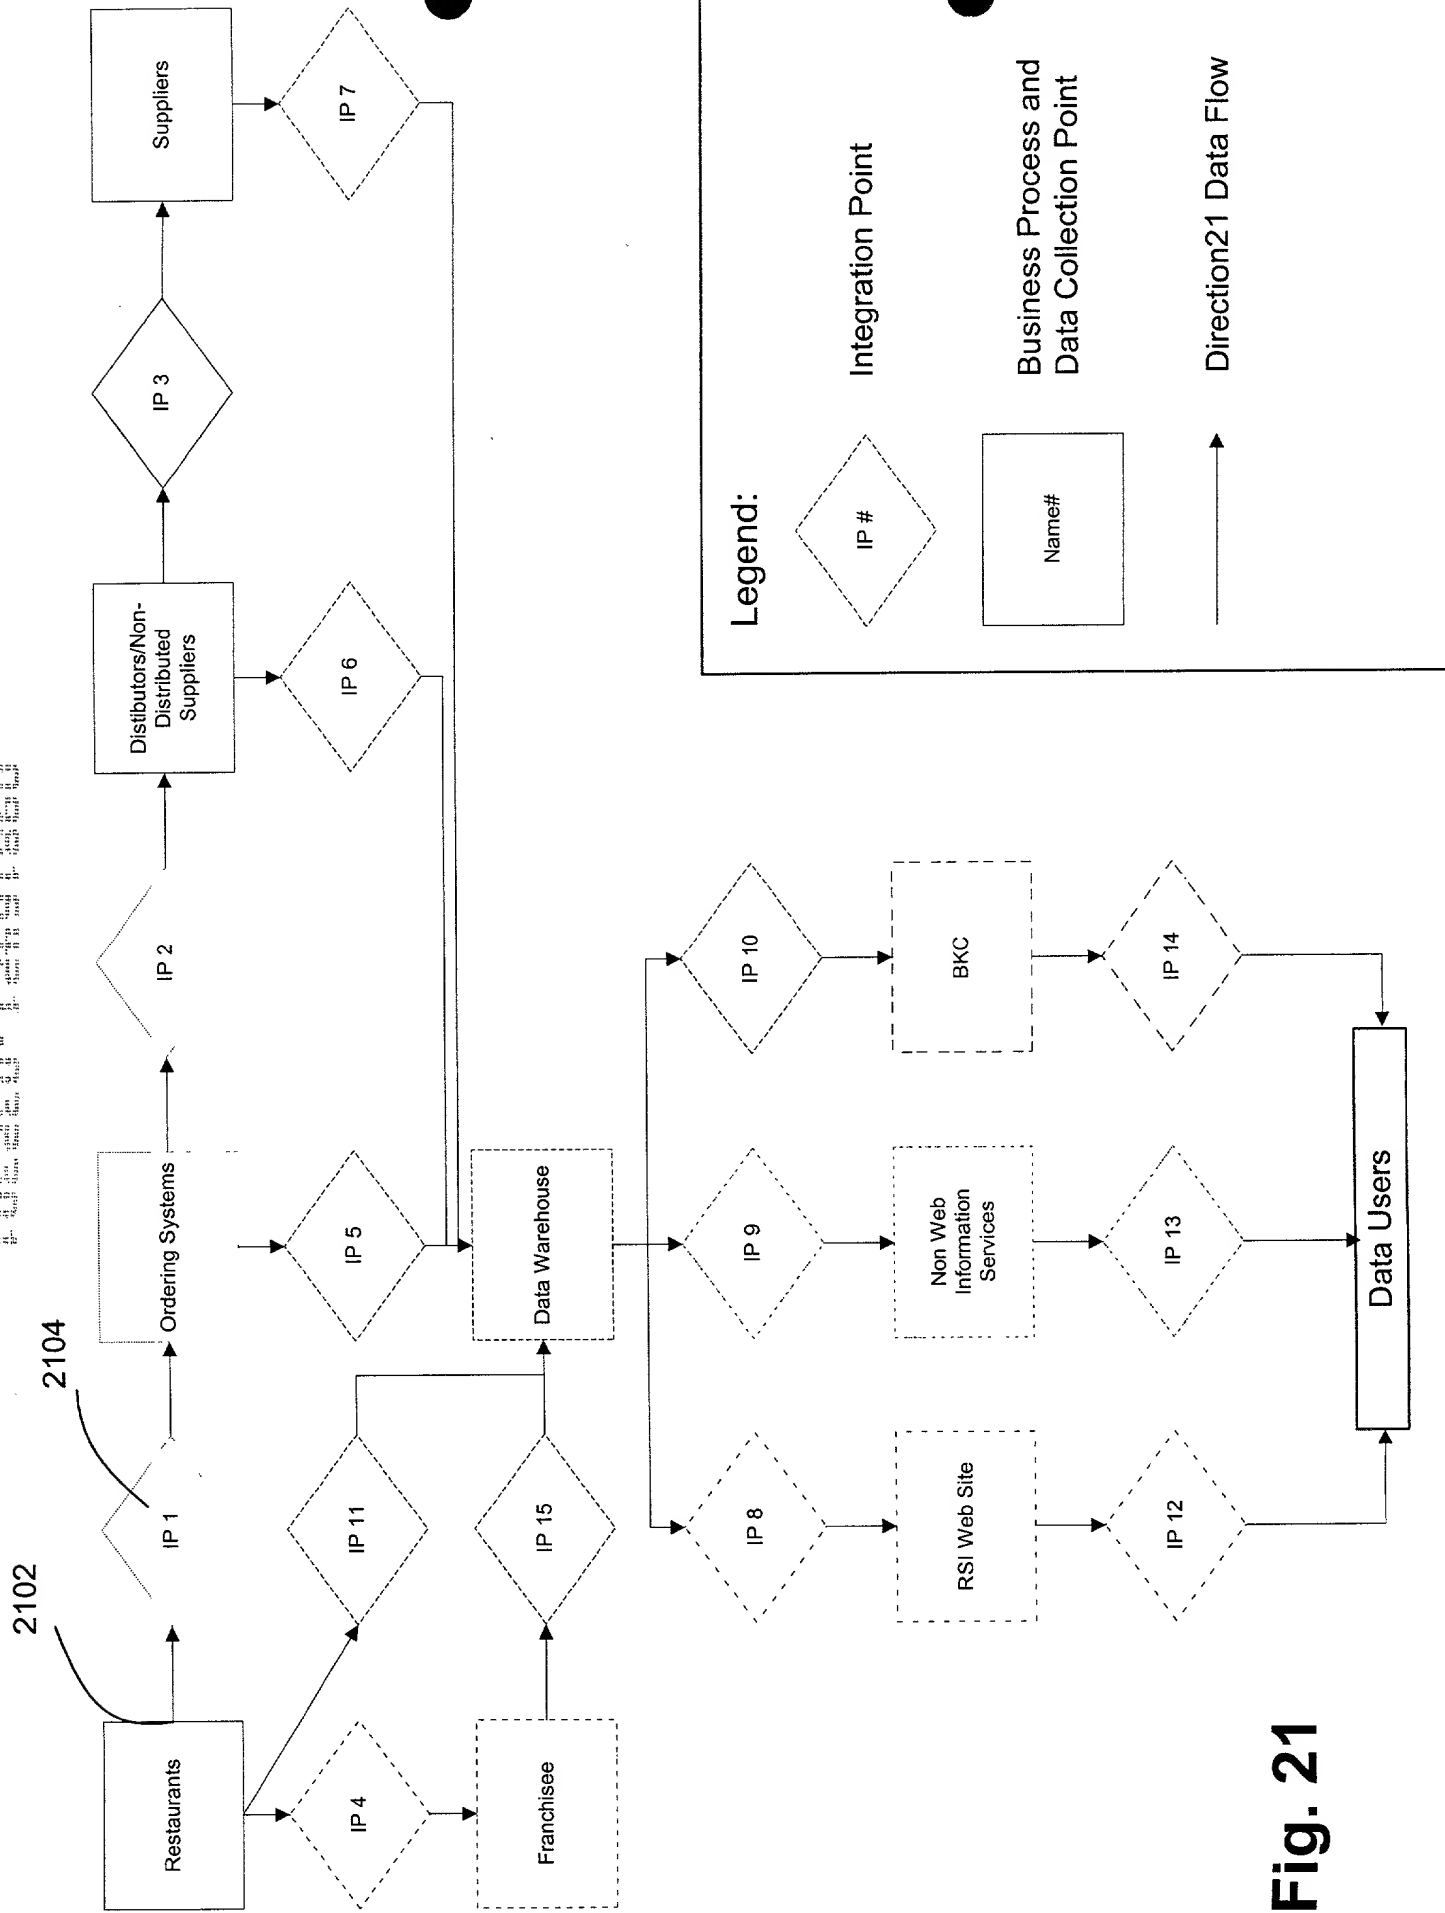 2102
2104
Restaurants
IP 1
Ordering Systems
IP 2
Distibutors/Non-
Distributed
Suppliers
IP 3
Suppliers
IP 4
IP 11
IP 5
IP 6
IP 7
Franchisee
IP 15
Data Warehouse
IP 8
IP 9
IP 10
RSI Web Site
Non Web
Information
Services
BKC
IP 12
IP 13
IP 14
Data Users
Legend:
IP #
Integration Point
Name#
Business Process and
Data Collection Point
Direction21 Data Flow
Fig. 21